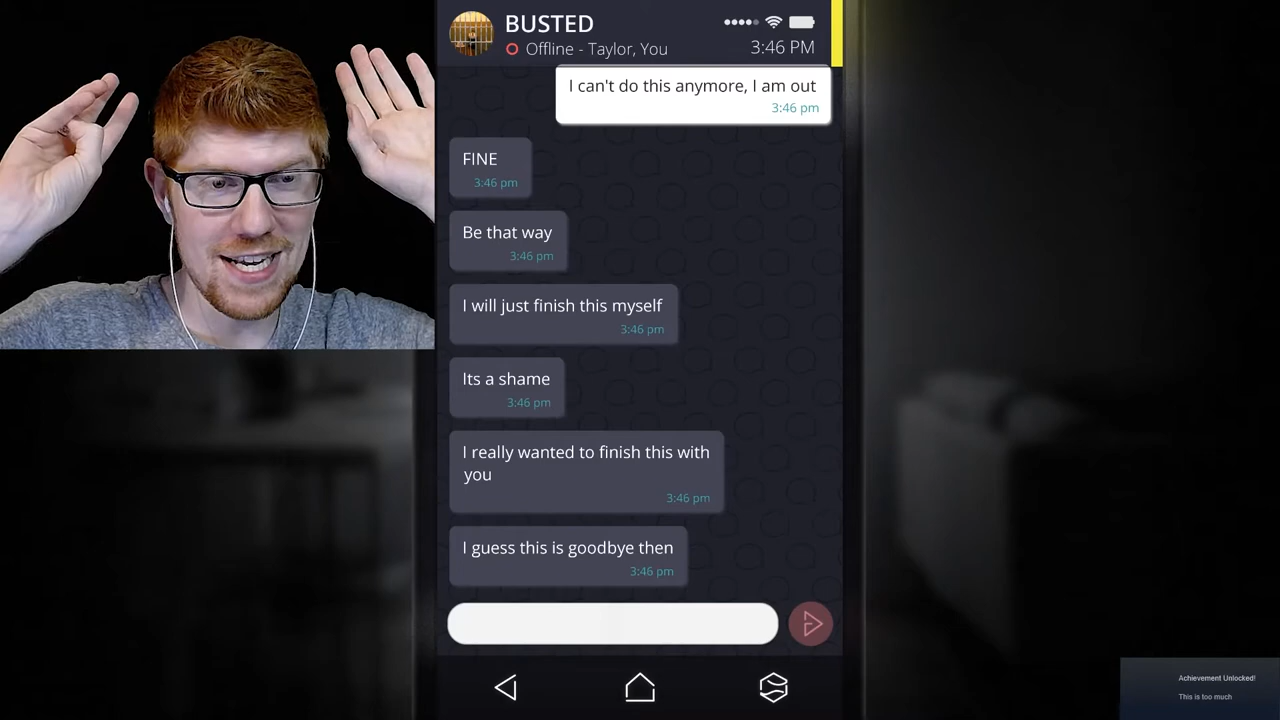 BUSTED
Offline - Taylor, You
3:46 PM
I can't do this anymore, I am out
3:46 pm
FINE
3:46 pm
Be that way
3:46 pm
I will just finish this myself
3:46 pm
Its a shame
3:46 pm
I really wanted to finish this with
you
3:46 pm
I guess this is goodbye then
3:46 pm
Achievement Unlocked!
This is too much